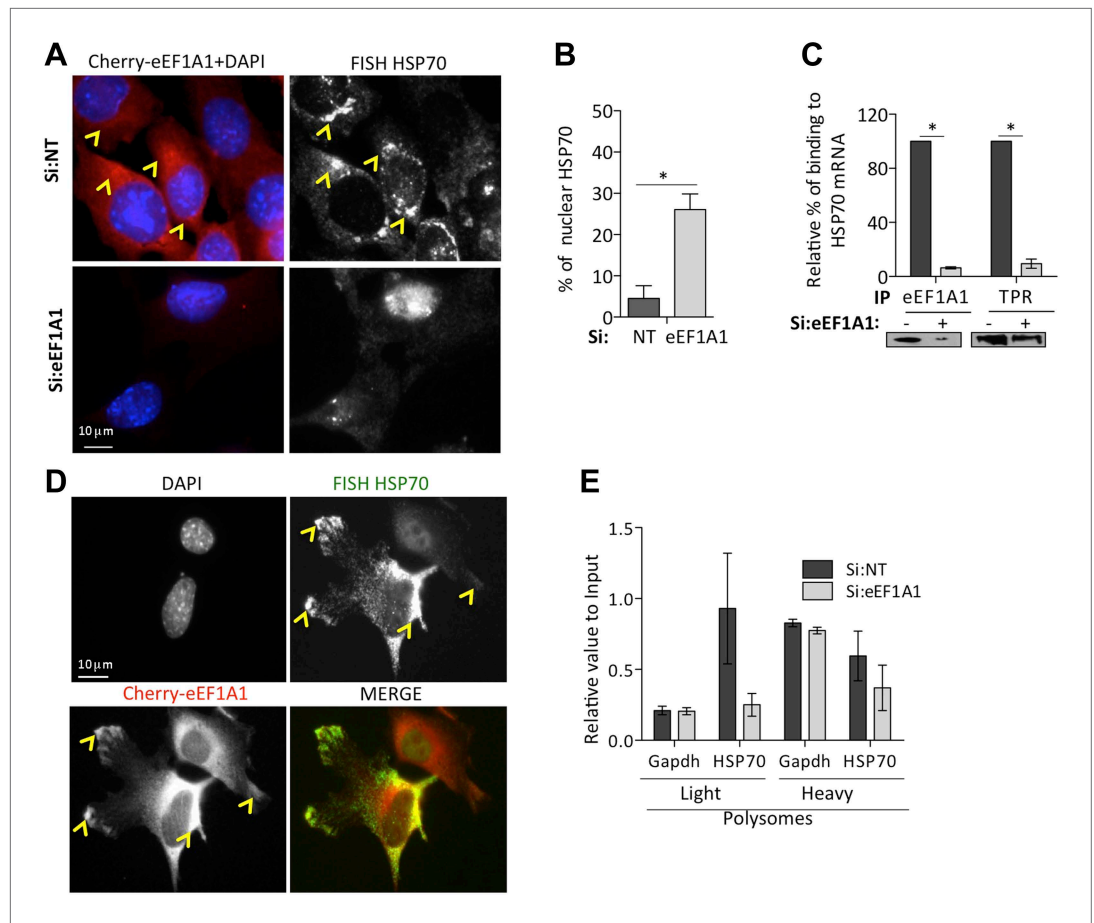 A
Cherry-eEF1A1+DAPI
FISH HSP70
Si:NT
Si:eEF1A1
10 μm
B
% of nuclear HSP70
50
40
30
20
10
0
*
Si: NT eEF1A1
C
Relative % of binding to
HSP70 mRNA
120
80
40
0
* *
IP eEF1A1 TPR
Si:eEF1A1: - + - +
D
DAPI
FISH HSP70
10 μm
Cherry-eEF1A1
MERGE
E
Relative value to Input
1.5
1.0
0.5
0.0
Si:NT
Si:eEF1A1
Gapdh HSP70 Gapdh HSP70
Light Heavy
Polysomes